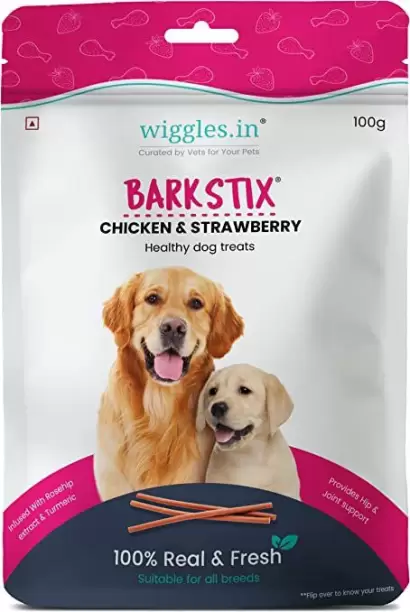 wiggles.in®
Curated by Vets for Your Pets
100g
BARKSTIX®
CHICKEN & STRAWBERRY
Healthy dog treats
Infused With Rosehip
extract & Turmeric
Provides Hip &
Joint support
100% Real & Fresh
Suitable for all breeds
**Flip over to know your treats